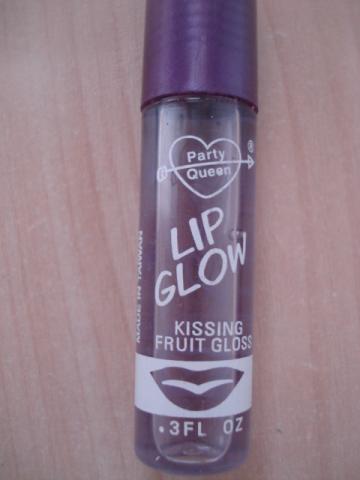 Party
Queen
®
LIP
GLOW
MADE IN TAIWAN
KISSING
FRUIT GLOSS
.3FL OZ